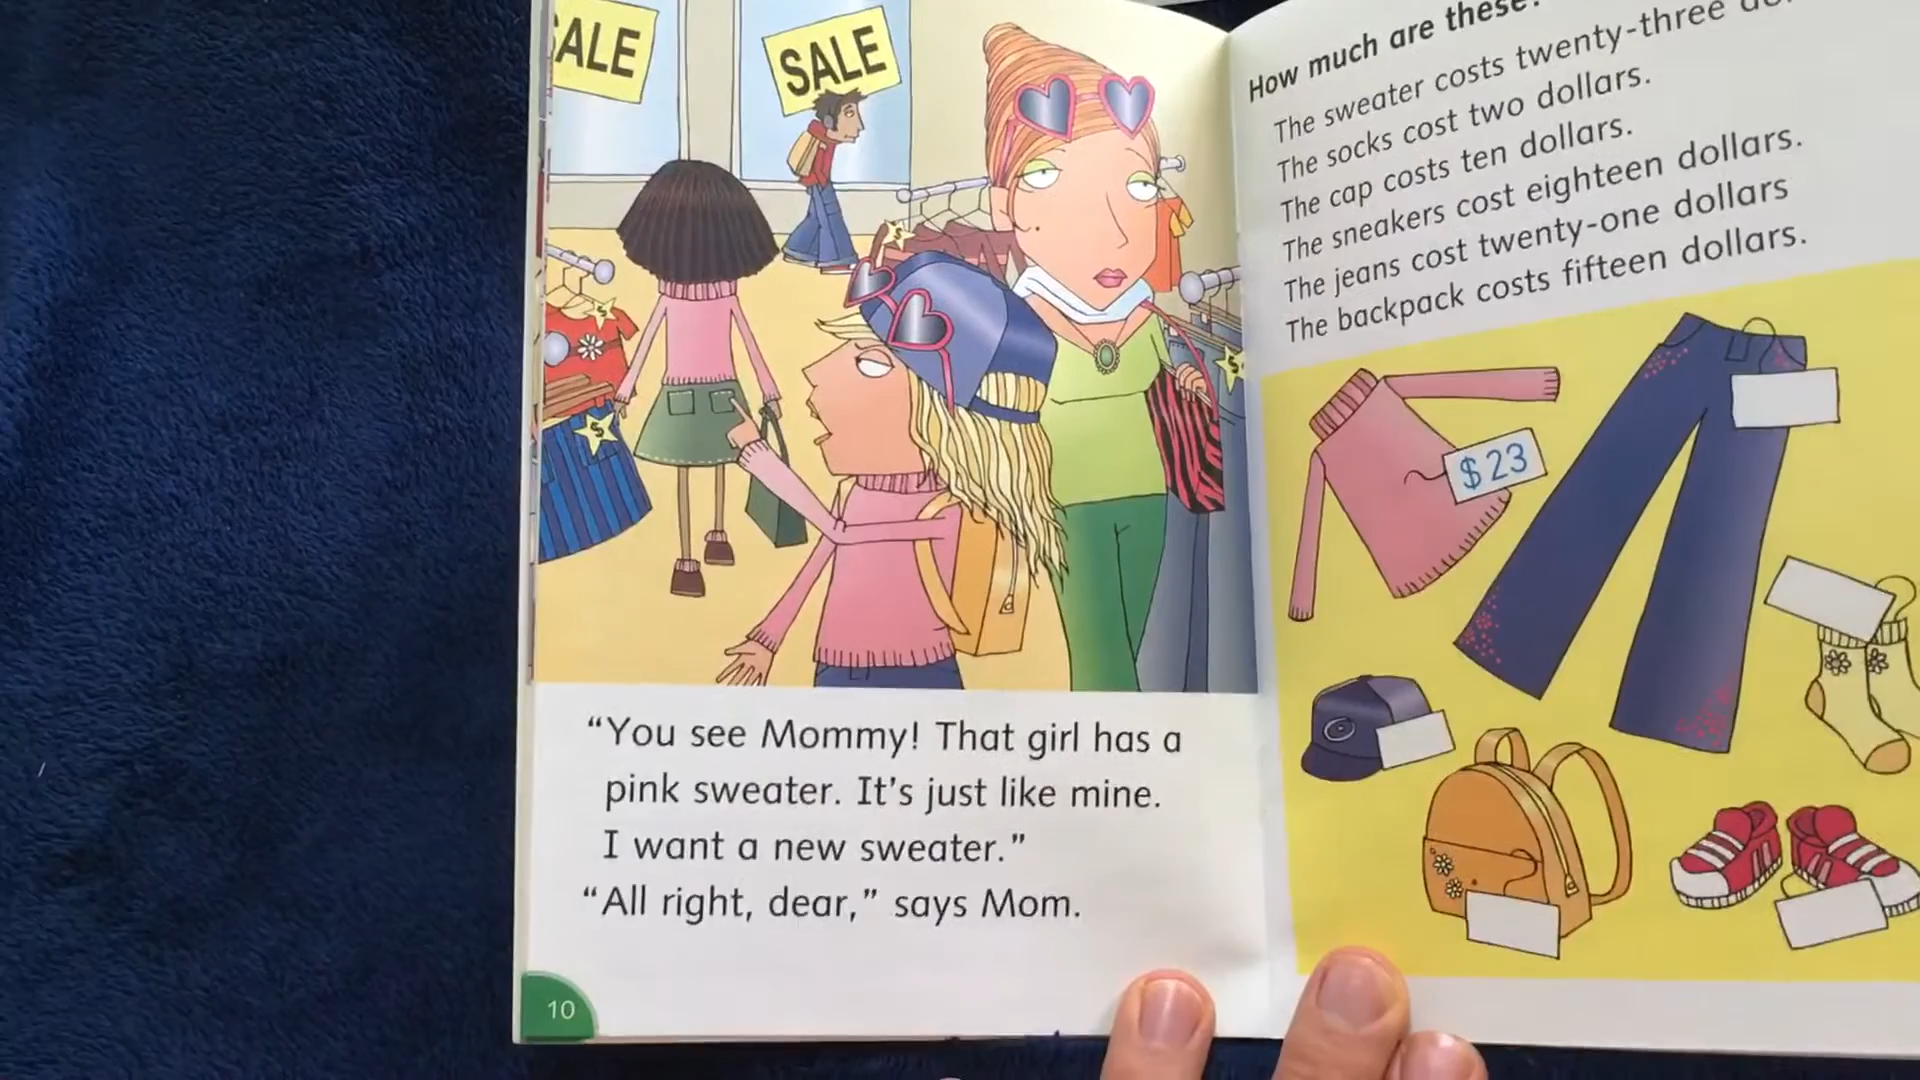 SALE
SALE
$
$
$
$
"You see Mommy! That girl has a
pink sweater. It's just like mine.
I want a new sweater."
"All right, dear," says Mom.
10
How much are these?
The sweater costs twenty-three
The socks cost two dollars.
The cap costs ten dollars.
The sneakers cost eighteen dollars.
The jeans cost twenty-one dollars
The backpack costs fifteen dollars.
$23